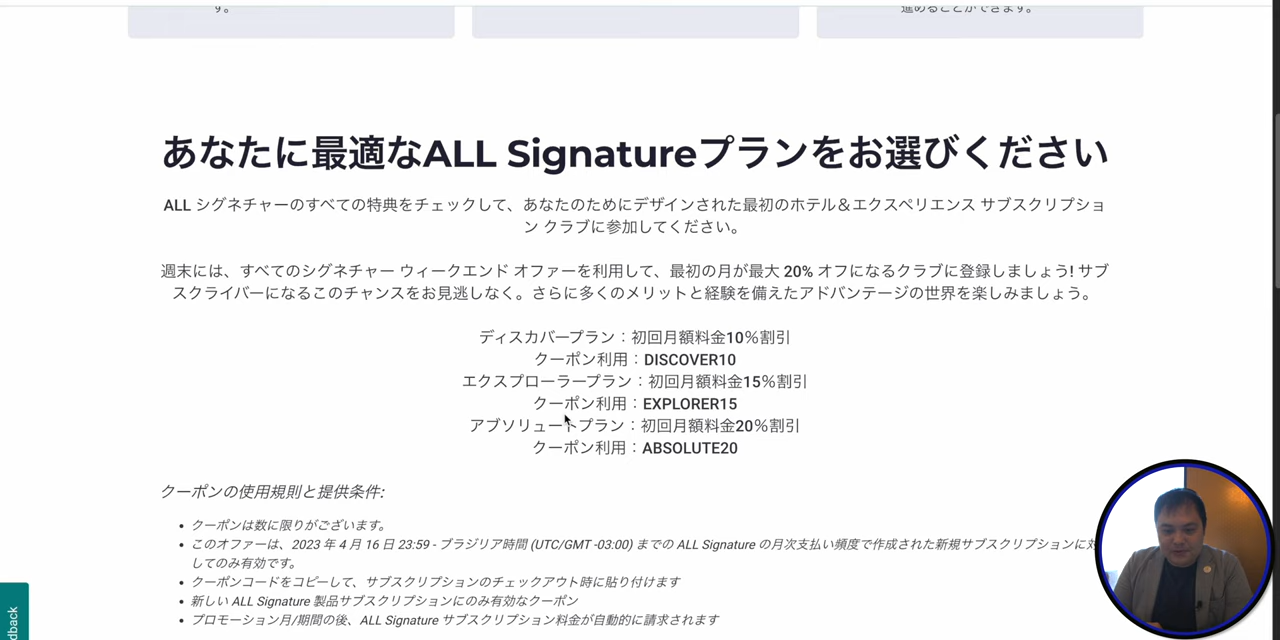 す。
進めることができます。
あなたに最適なALL Signatureプランをお選びください
ALL シグネチャーのすべての特典をチェックして、あなたのためにデザインされた最初のホテル＆エクスペリエンス サブスクリプショ
ン クラブに参加してください。
週末には、すべてのシグネチャー ウィークエンド オファーを利用して、最初の月が最大 20% オフになるクラブに登録しましょう! サブ
スクライバーになるこのチャンスをお見逃しなく。さらに多くのメリットと経験を備えたアドバンテージの世界を楽しみましょう。
ディスカバープラン：初回月額料金10%割引
クーポン利用：DISCOVER10
エクスプローラープラン：初回月額料金15%割引
クーポン利用：EXPLORER15
アブソリュートプラン：初回月額料金20%割引
クーポン利用：ABSOLUTE20
クーポンの使用規則と提供条件:
• クーポンは数に限りがございます。
• このオファーは、2023 年 4 月 16 日 23:59 - ブラジリア時間 (UTC/GMT -03:00) までの ALL Signature の月次支払い頻度で作成された新規サブスクリプションに対
してのみ有効です。
• クーポンコードをコピーして、サブスクリプションのチェックアウト時に貼り付けます
• 新しい ALL Signature 製品サブスクリプションにのみ有効なクーポン
• プロモーション月/期間の後、ALL Signature サブスクリプション料金が自動的に請求されます
dback